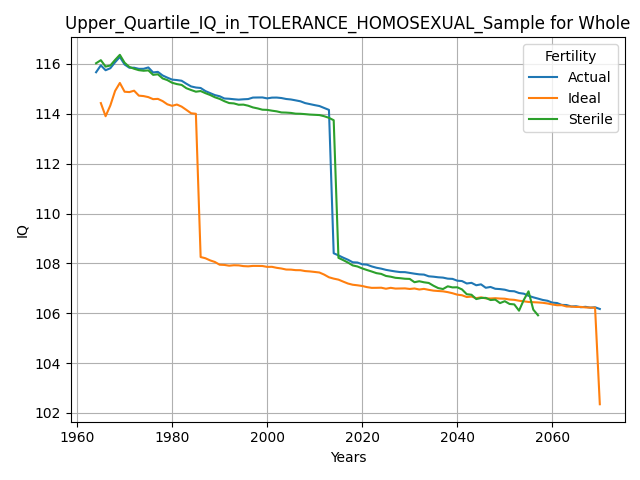 Upper_Quartile_IQ_in_TOLERANCE_HOMOSEXUAL_Sample for Whole
Fertility
Actual
Ideal
Sterile
116
114
112
110
108
106
104
102
IQ
1960
1980
2000
2020
2040
2060
Years